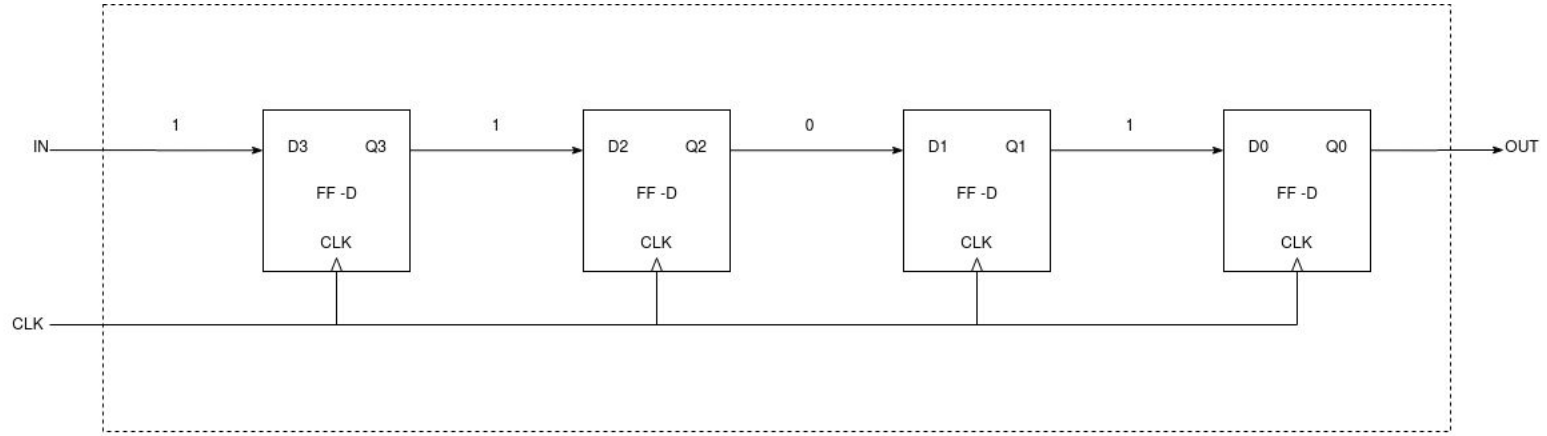 1 1 0 1
IN D3 Q3 D2 Q2 D1 Q1 D0 Q0 OUT
FF -D FF -D FF -D FF -D
CLK CLK CLK CLK
CLK